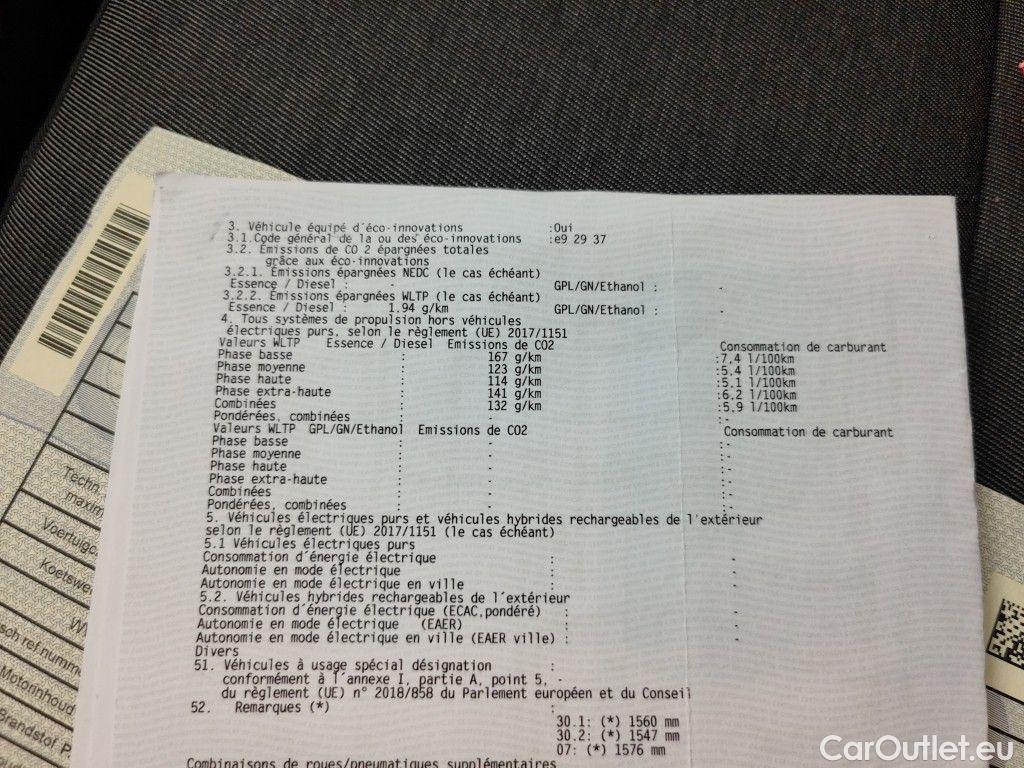 3. Véhicule équipé d'éco-innovations :Oui
3.1.Code général de la ou des éco-innovations :e9 29 37
3.2. Emissions de CO 2 épargnées totales
grâce aux éco-innovations
3.2.1. Emissions épargnées NEDC (le cas échéant)
Essence / Diesel : - GPL/GN/Ethanol : -
3.2.2. Emissions épargnées WLTP (le cas échéant)
Essence / Diesel : 1.94 g/km GPL/GN/Ethanol : -
4. Tous systèmes de propulsion hors véhicules
électriques purs, selon le règlement (UE) 2017/1151
Valeurs WLTP Essence / Diesel Emissions de CO2 Consommation de carburant
Phase basse : 167 g/km :7,4 l/100km
Phase moyenne : 123 g/km :5,4 l/100km
Phase haute : 114 g/km :5,1 l/100km
Phase extra-haute : 141 g/km :6,2 l/100km
Combinées : 132 g/km :5,9 l/100km
Pondérées, combinées : - :-
Valeurs WLTP GPL/GN/Ethanol Emissions de CO2 Consommation de carburant
Phase basse : - :-
Phase moyenne : - :-
Phase haute : - :-
Phase extra-haute : - :-
Combinées : - :-
Pondérées, combinées : - :-
5. Véhicules électriques purs et véhicules hybrides rechargeables de l'extérieur
selon le règlement (UE) 2017/1151 (le cas échéant)
5.1 Véhicules électriques purs
Consommation d'énergie électrique : -
Autonomie en mode électrique : -
Autonomie en mode électrique en ville : -
5.2. Véhicules hybrides rechargeables de l'extérieur
Consommation d'énergie électrique (ECAC,pondéré) : -
Autonomie en mode électrique (EAER) : -
Autonomie en mode électrique en ville (EAER ville) : -
Divers
51. Véhicules à usage spécial désignation :
conformément à l'annexe I, partie A, point 5, -
du règlement (UE) n° 2018/858 du Parlement européen et du Conseil
52. Remarques (*) :
30.1: (*) 1560 mm
30.2: (*) 1547 mm
07: (*) 1576 mm
Combinaisons de roues/pneumatiques supplémentaires
Techn.
maxim
Voertuigca
Koetswe
sch ref.numme
Motorinhoud
Brandstof
CarOutlet.eu